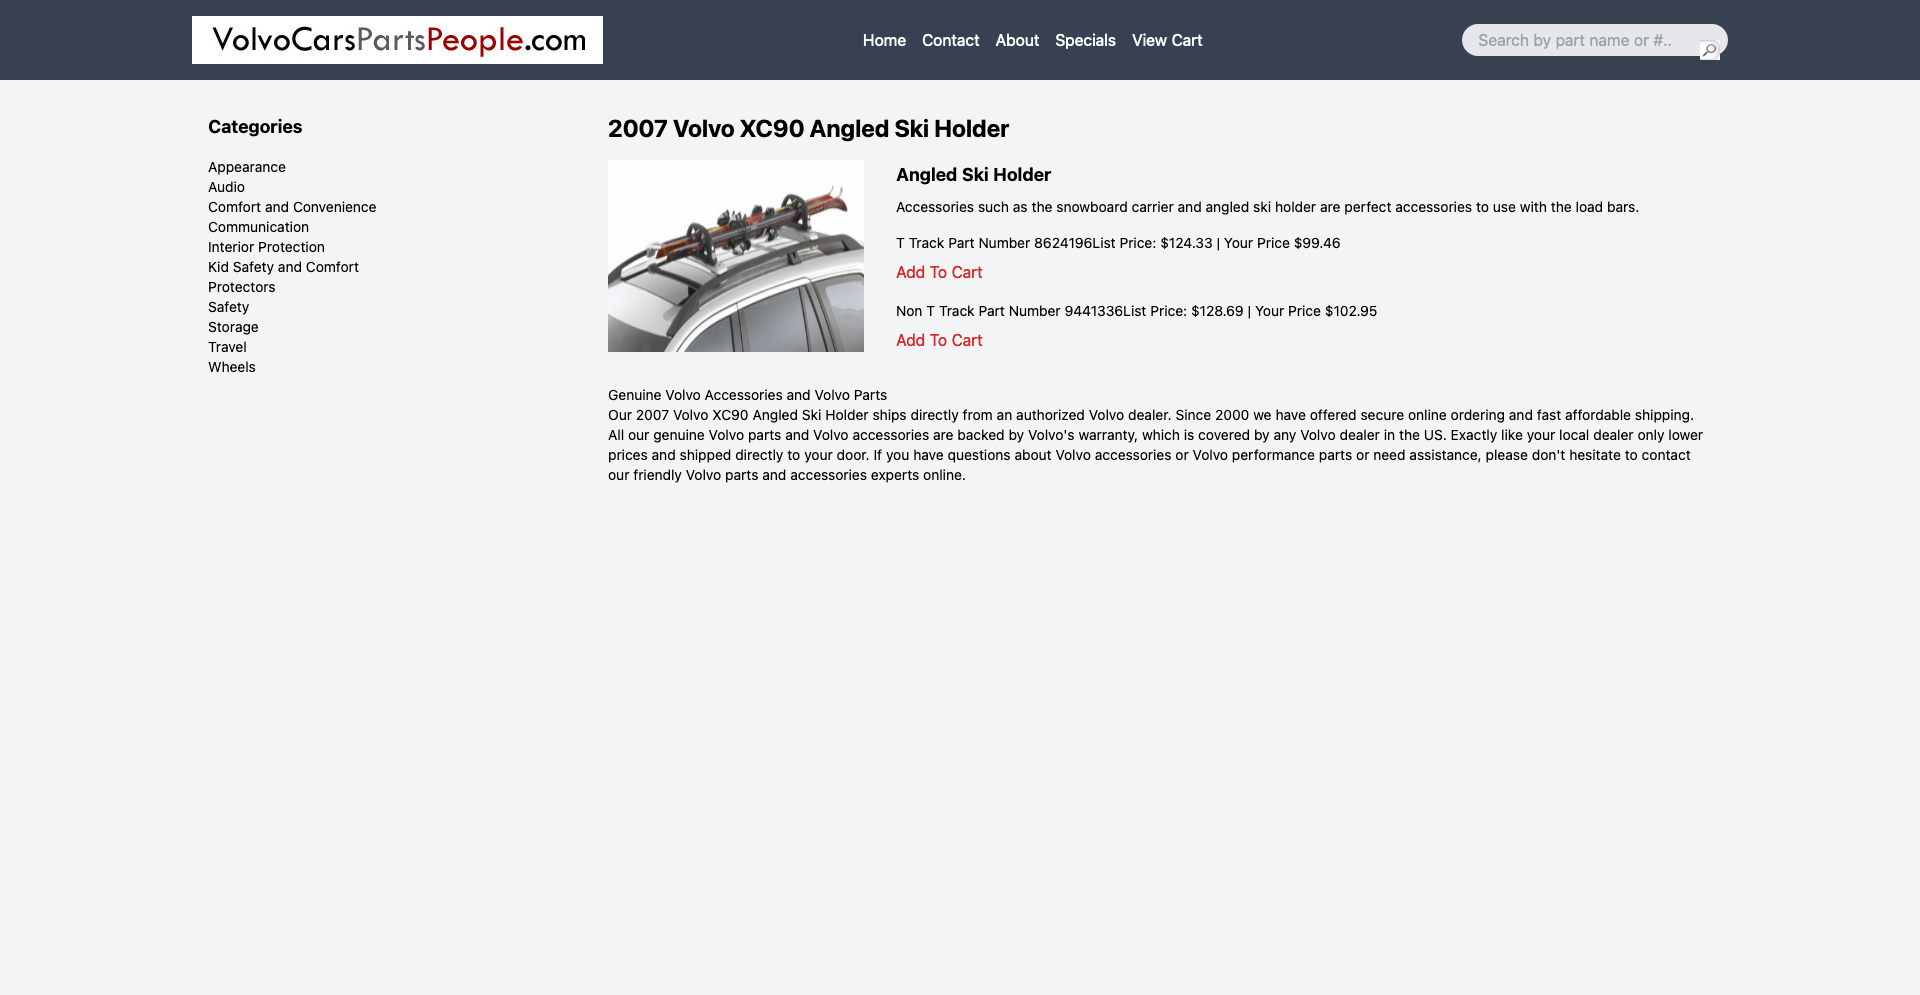 VolvoCarsPartsPeople.com
Home Contact About Specials View Cart
Search by part name or #..
Categories
Appearance
Audio
Comfort and Convenience
Communication
Interior Protection
Kid Safety and Comfort
Protectors
Safety
Storage
Travel
Wheels
2007 Volvo XC90 Angled Ski Holder
Angled Ski Holder
Accessories such as the snowboard carrier and angled ski holder are perfect accessories to use with the load bars.
T Track Part Number 8624196List Price: $124.33 | Your Price $99.46
Add To Cart
Non T Track Part Number 9441336List Price: $128.69 | Your Price $102.95
Add To Cart
Genuine Volvo Accessories and Volvo Parts
Our 2007 Volvo XC90 Angled Ski Holder ships directly from an authorized Volvo dealer. Since 2000 we have offered secure online ordering and fast affordable shipping.
All our genuine Volvo parts and Volvo accessories are backed by Volvo's warranty, which is covered by any Volvo dealer in the US. Exactly like your local dealer only lower
prices and shipped directly to your door. If you have questions about Volvo accessories or Volvo performance parts or need assistance, please don't hesitate to contact
our friendly Volvo parts and accessories experts online.